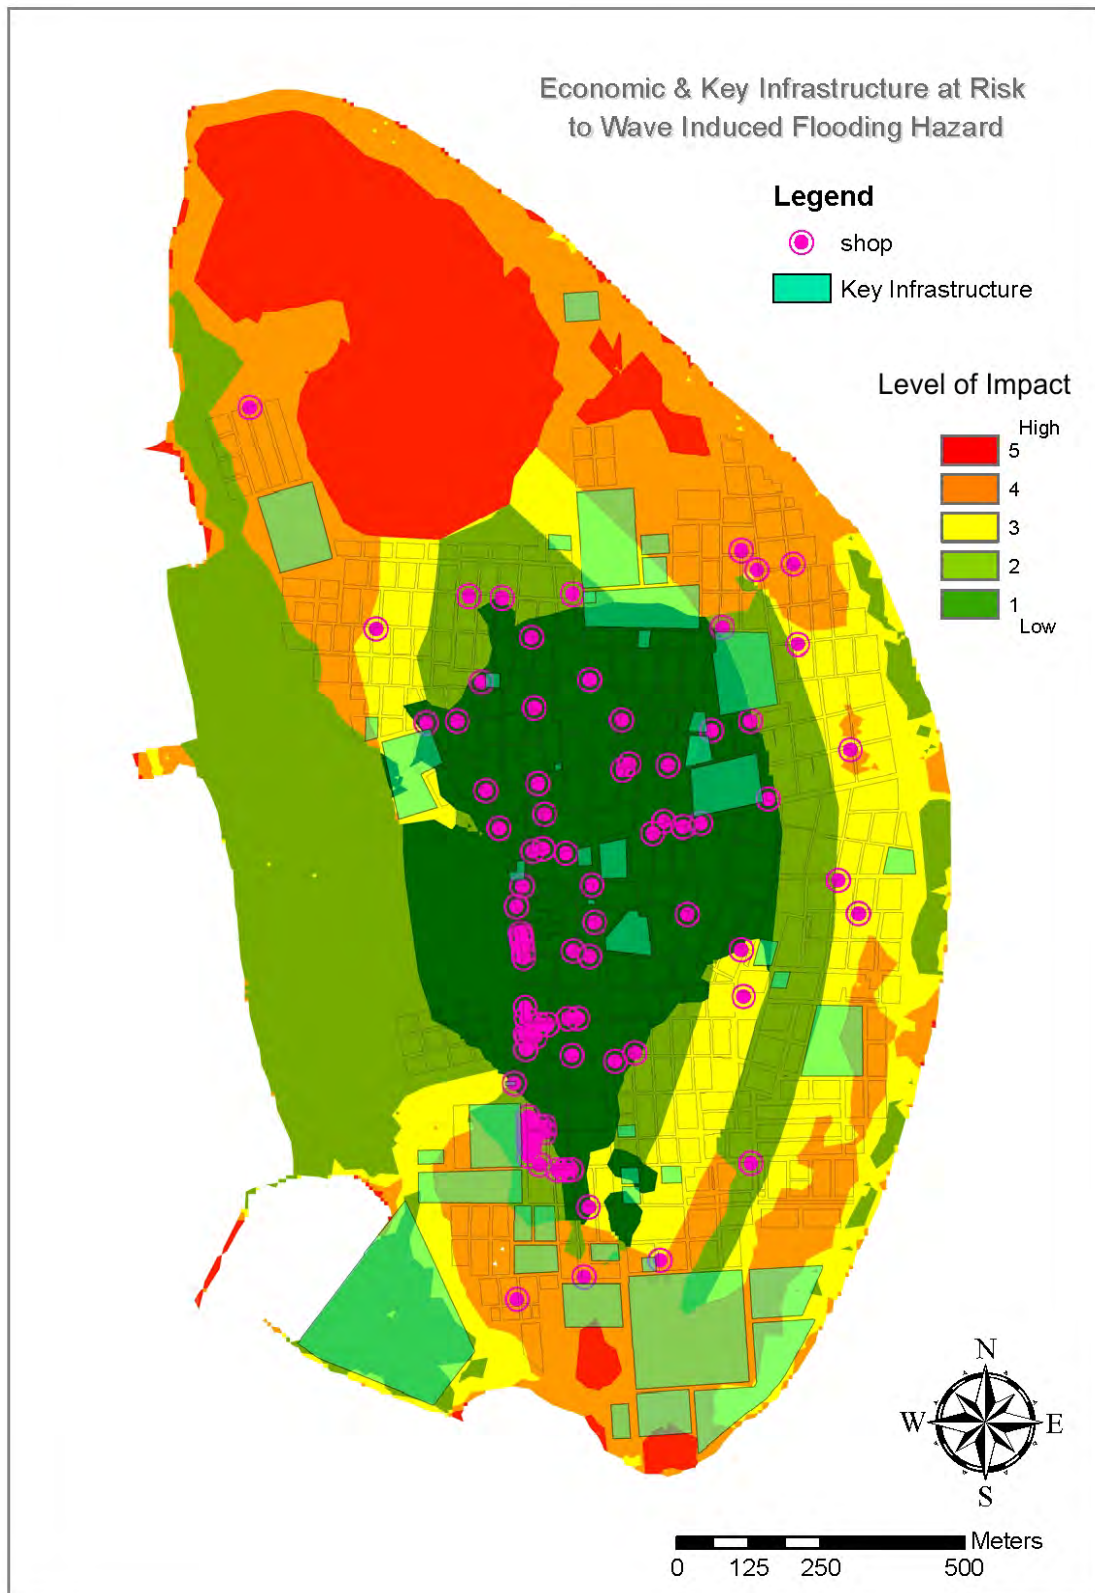 Economic & Key Infrastructure at Risk
to Wave Induced Flooding Hazard
Legend
shop
Key Infrastructure
Level of Impact
High
5
4
3
2
1
Low
N
W E
S
Meters
0 125 250 500